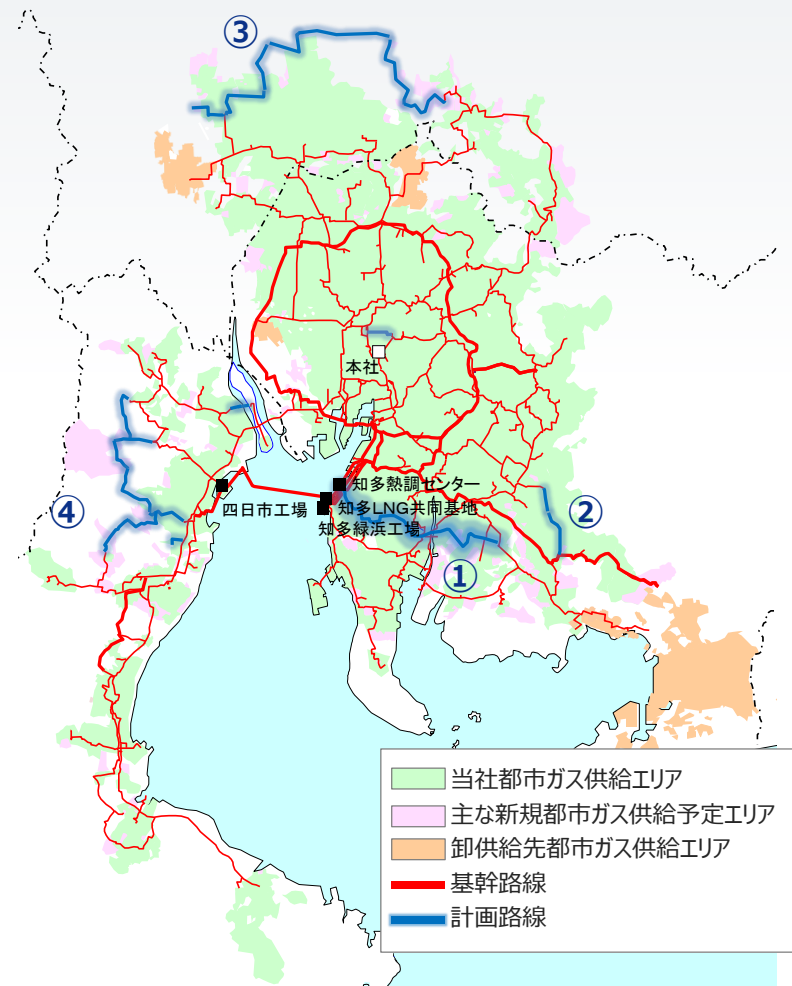 ③
本社
知多熱調センター
四日市工場
知多LNG共同基地
知多緑浜工場
④
②
①
当社都市ガス供給エリア
主な新規都市ガス供給予定エリア
卸供給先都市ガス供給エリア
基幹路線
計画路線